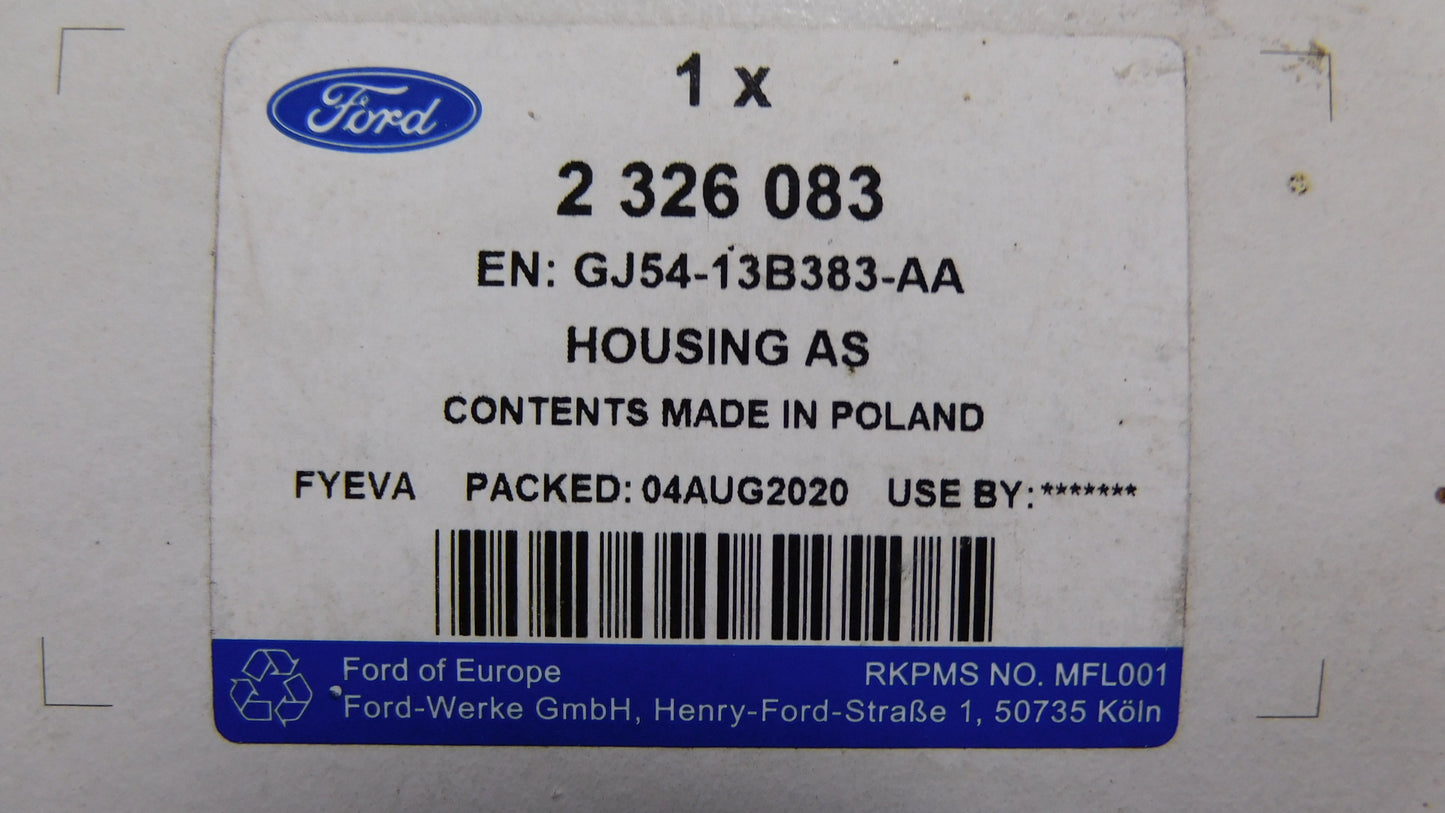 Ford
1 x
2 326 083
EN: GJ54-13B383-AA
HOUSING AS
CONTENTS MADE IN POLAND
FYEVA PACKED: 04AUG2020 USE BY:*******
Ford of Europe RKPMS NO. MFL001
Ford-Werke GmbH, Henry-Ford-Straße 1, 50735 Köln